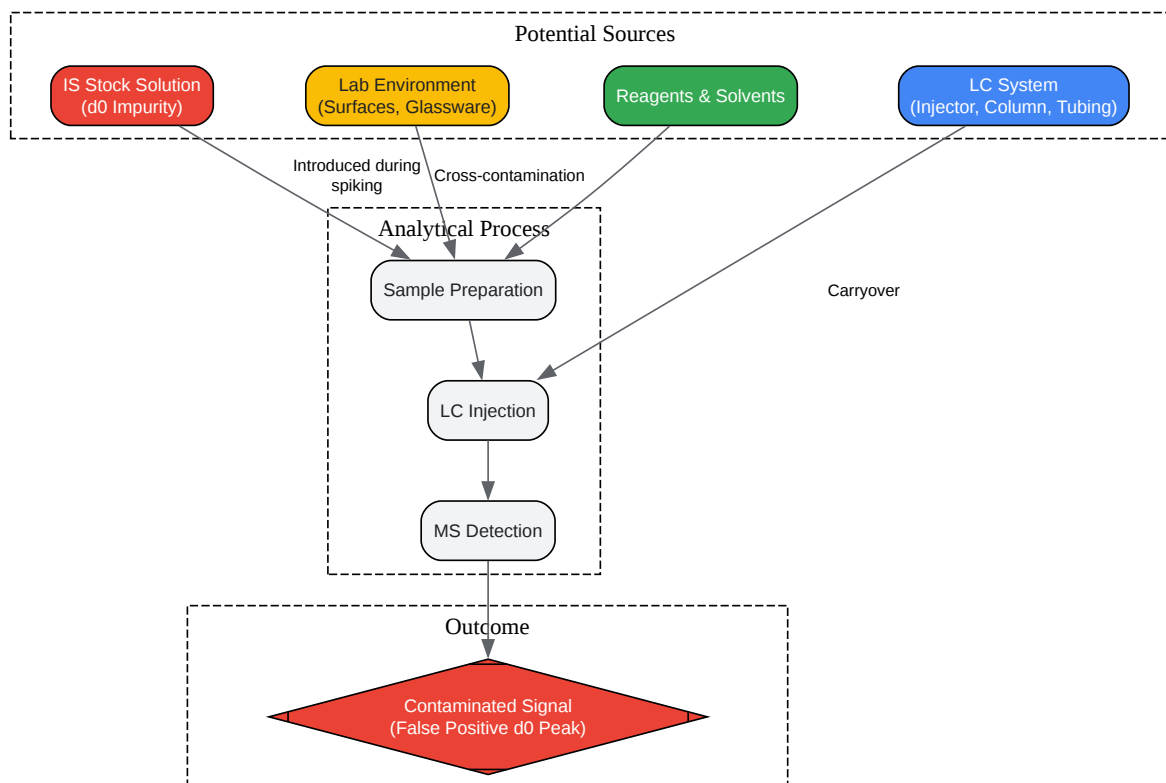 Potential Sources
IS Stock Solution
(d0 Impurity)
Lab Environment
(Surfaces, Glassware)
Reagents & Solvents
LC System
(Injector, Column, Tubing)
Introduced during
spiking
Cross-contamination
Analytical Process
Sample Preparation
Carryover
LC Injection
MS Detection
Outcome
Contaminated Signal
(False Positive d0 Peak)